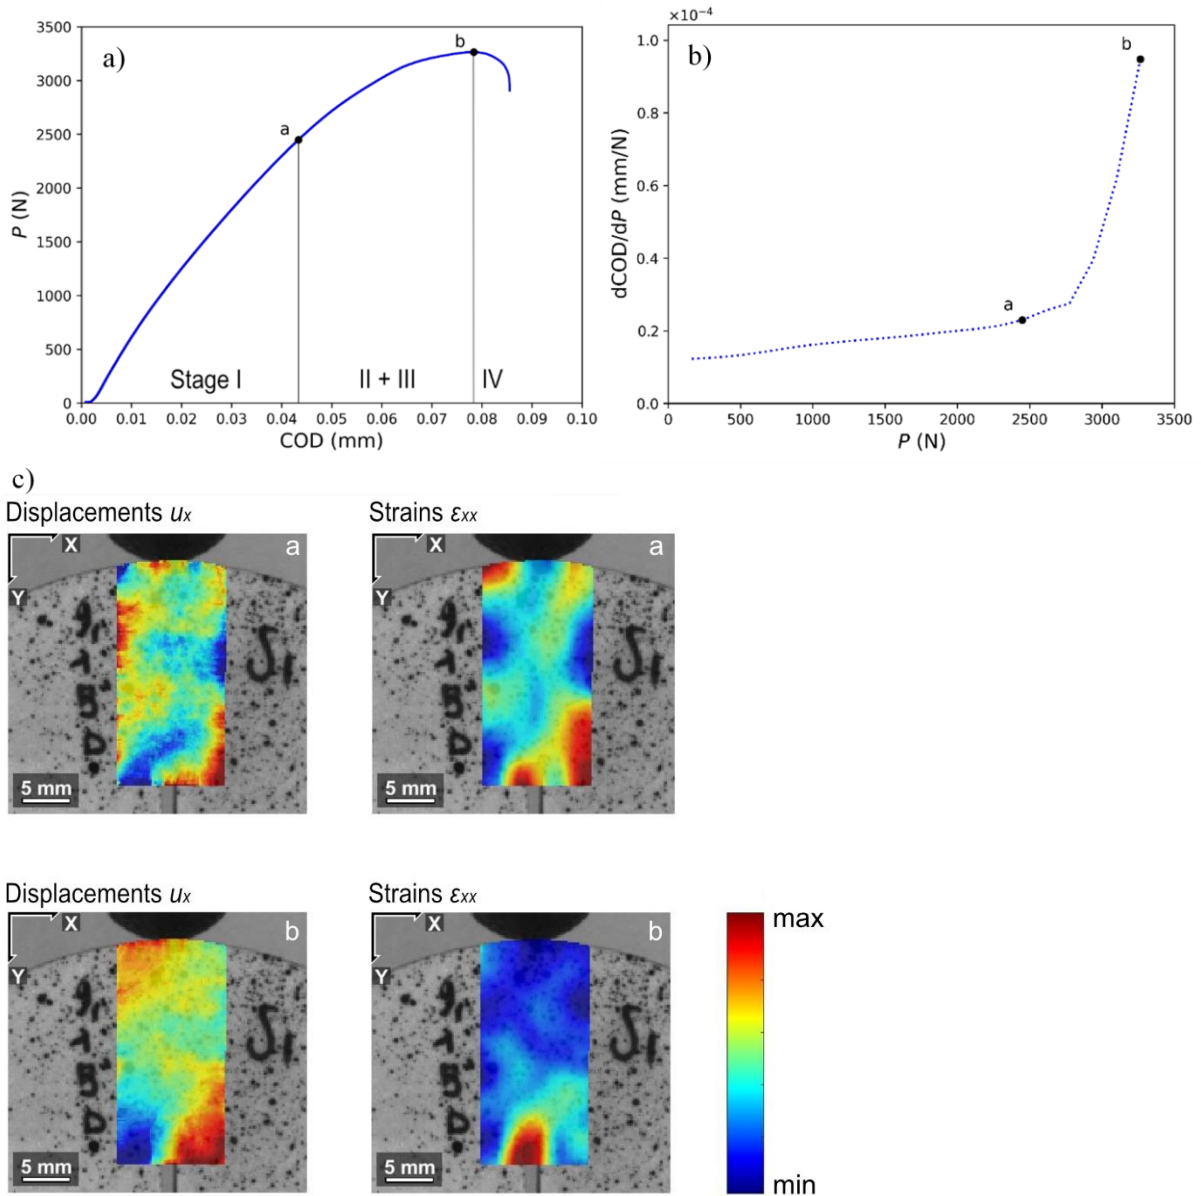 a)
3500
3000
2500
2000
1500
1000
500
0
P (N)
a
b
Stage I
II + III
IV
0.00 0.01 0.02 0.03 0.04 0.05 0.06 0.07 0.08 0.09 0.10
COD (mm)
×10⁻⁴
b)
1.0
0.8
0.6
0.4
0.2
0.0
dCOD/dP (mm/N)
a
b
0 500 1000 1500 2000 2500 3000 3500
P (N)
c)
Displacements uₓ
X
Y
a
5 mm
Strains εₓₓ
X
Y
a
5 mm
Displacements uₓ
X
Y
b
5 mm
Strains εₓₓ
X
Y
b
5 mm
max
min